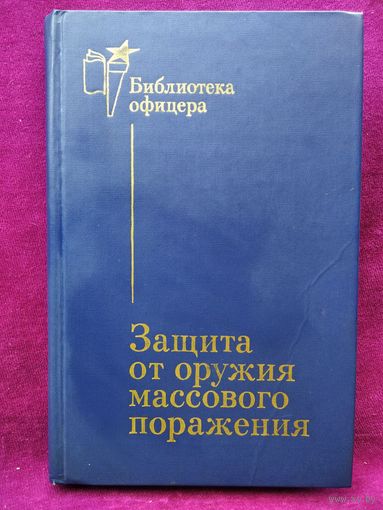 Библиотека
офицера
Защита
от оружия
массового
поражения